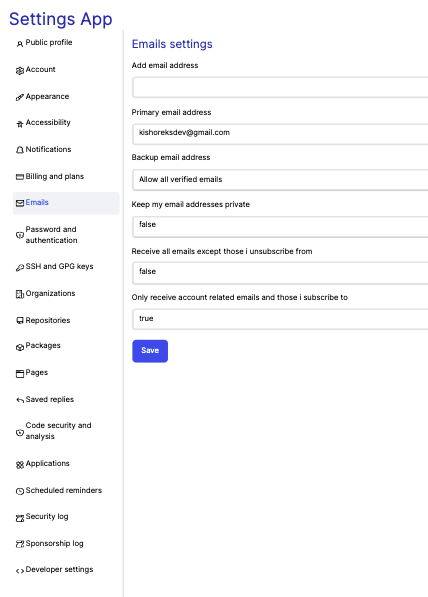 Settings App
Public profile
Account
Appearance
Accessibility
Notifications
Billing and plans
Emails
Password and
authentication
SSH and GPG keys
Organizations
Repositories
Packages
Pages
Saved replies
Code security and
analysis
Applications
Scheduled reminders
Security log
Sponsorship log
Developer settings
Emails settings
Add email address
Primary email address
kishoreksdev@gmail.com
Backup email address
Allow all verified emails
Keep my email addresses private
false
Receive all emails except those i unsubscribe from
false
Only receive account related emails and those i subscribe to
true
Save